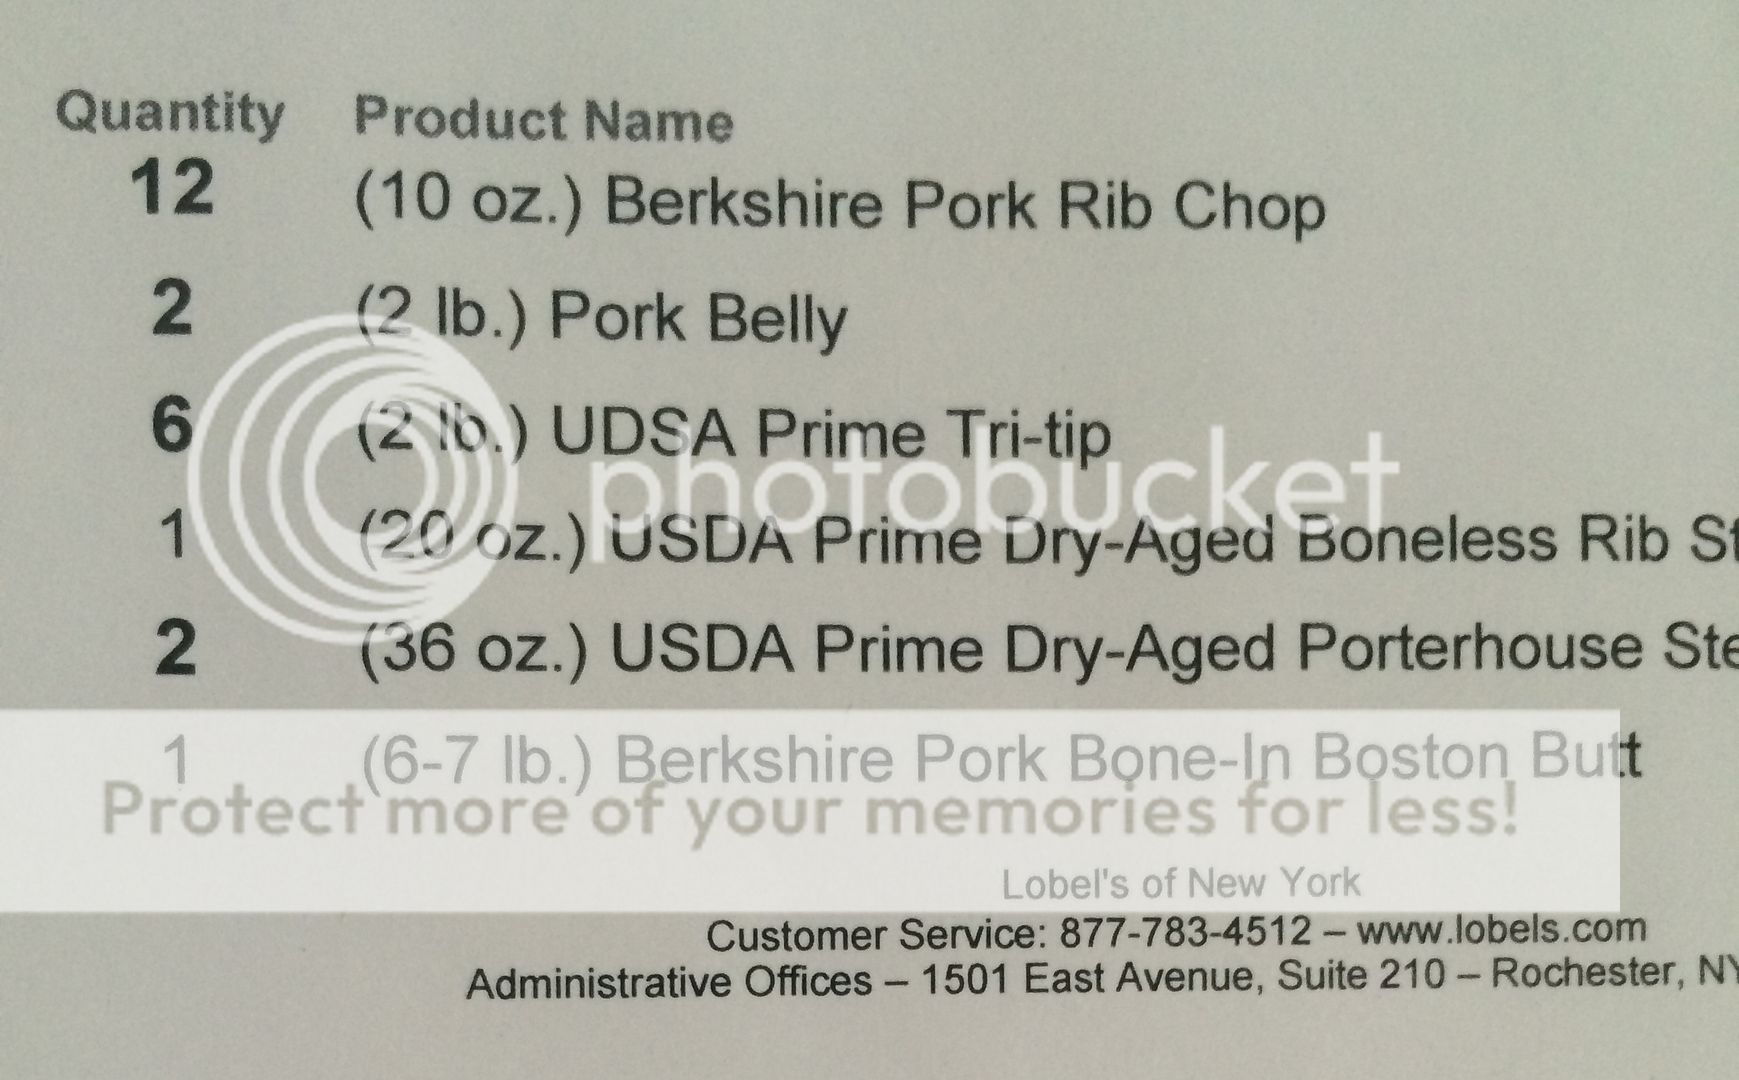 Quantity Product Name
12 (10 oz.) Berkshire Pork Rib Chop
2 (2 lb.) Pork Belly
6 (2 lb.) UDSA Prime Tri-tip
photobucket
1 (20 oz.) USDA Prime Dry-Aged Boneless Rib
2 (36 oz.) USDA Prime Dry-Aged Porterhouse
1 (6-7 lb.) Berkshire Pork Bone-In Boston Butt
Protect more of your memories for less!
Lobel's of New York
Customer Service: 877-783-4512 – www.lobels.com
Administrative Offices – 1501 East Avenue, Suite 210 – Rochester, NY